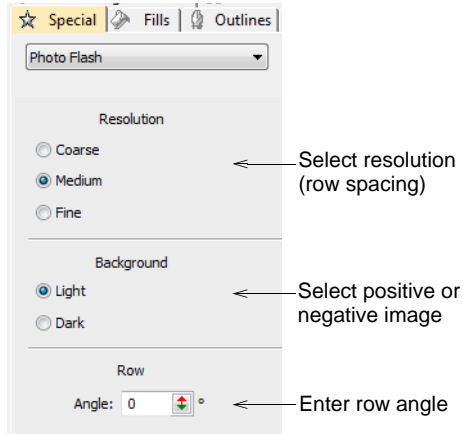 Special Fills Outlines
Photo Flash
Resolution
Coarse
Medium
Fine
Select resolution
(row spacing)
Background
Light
Dark
Select positive or
negative image
Row
Angle: 0 °
Enter row angle